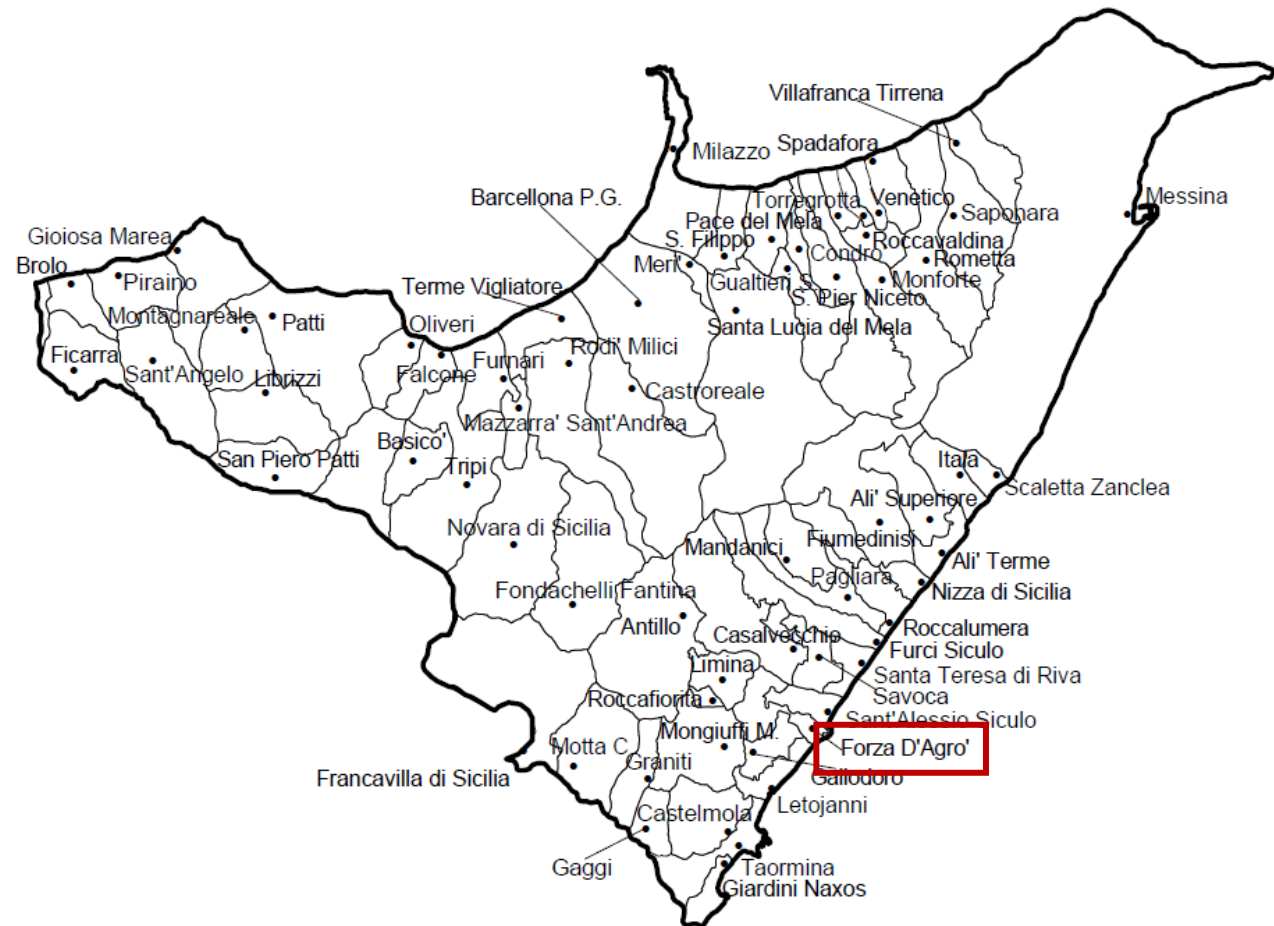 Villafranca Tirrena
Spadafora
Milazzo
Barcellona P.G.
Torregrotta
Venetico
Messina
Pace del Mela
Saponara
Gioiosa Marea
S. Filippo
Condro
Roccavaldina
Brolo
Meri'
Rometta
Piraino
Gualtieri S.
Monforte
Terme Vigliatore
S. Pier Niceto
Montagnareale
Patti
Oliveri
Santa Lucia del Mela
Ficarra
Sant'Angelo
Librizzi
Falcone
Furnari
Rodi' Milici
Castroreale
Mazzarra' Sant'Andrea
Basico'
San Piero Patti
Tripi
Itala
Scaletta Zanclea
Ali' Superiore
Novara di Sicilia
Mandanici
Fiumedinisi
Ali' Terme
Pagliara
Nizza di Sicilia
Fondachelli Fantina
Antillo
Casalvecchio
Roccalumera
Furci Siculo
Limina
Santa Teresa di Riva
Savoca
Roccafiorita
Sant'Alessio Siculo
Mongiuffi M.
Motta C.
Forza D'Agro'
Graniti
Francavilla di Sicilia
Gallodoro
Letojanni
Castelmola
Gaggi
Taormina
Giardini Naxos